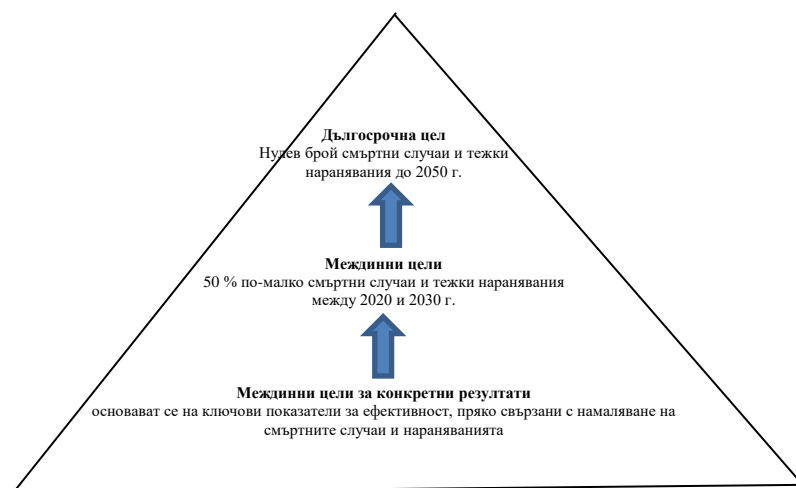 Дългосрочна цел
Нулев брой смъртни случаи и тежки
наранявания до 2050 г.
Междинни цели
50 % по-малко смъртни случаи и тежки наранявания
между 2020 и 2030 г.
Междинни цели за конкретни резултати
основават се на ключови показатели за ефективност, пряко свързани с намаляване на
смъртните случаи и нараняванията